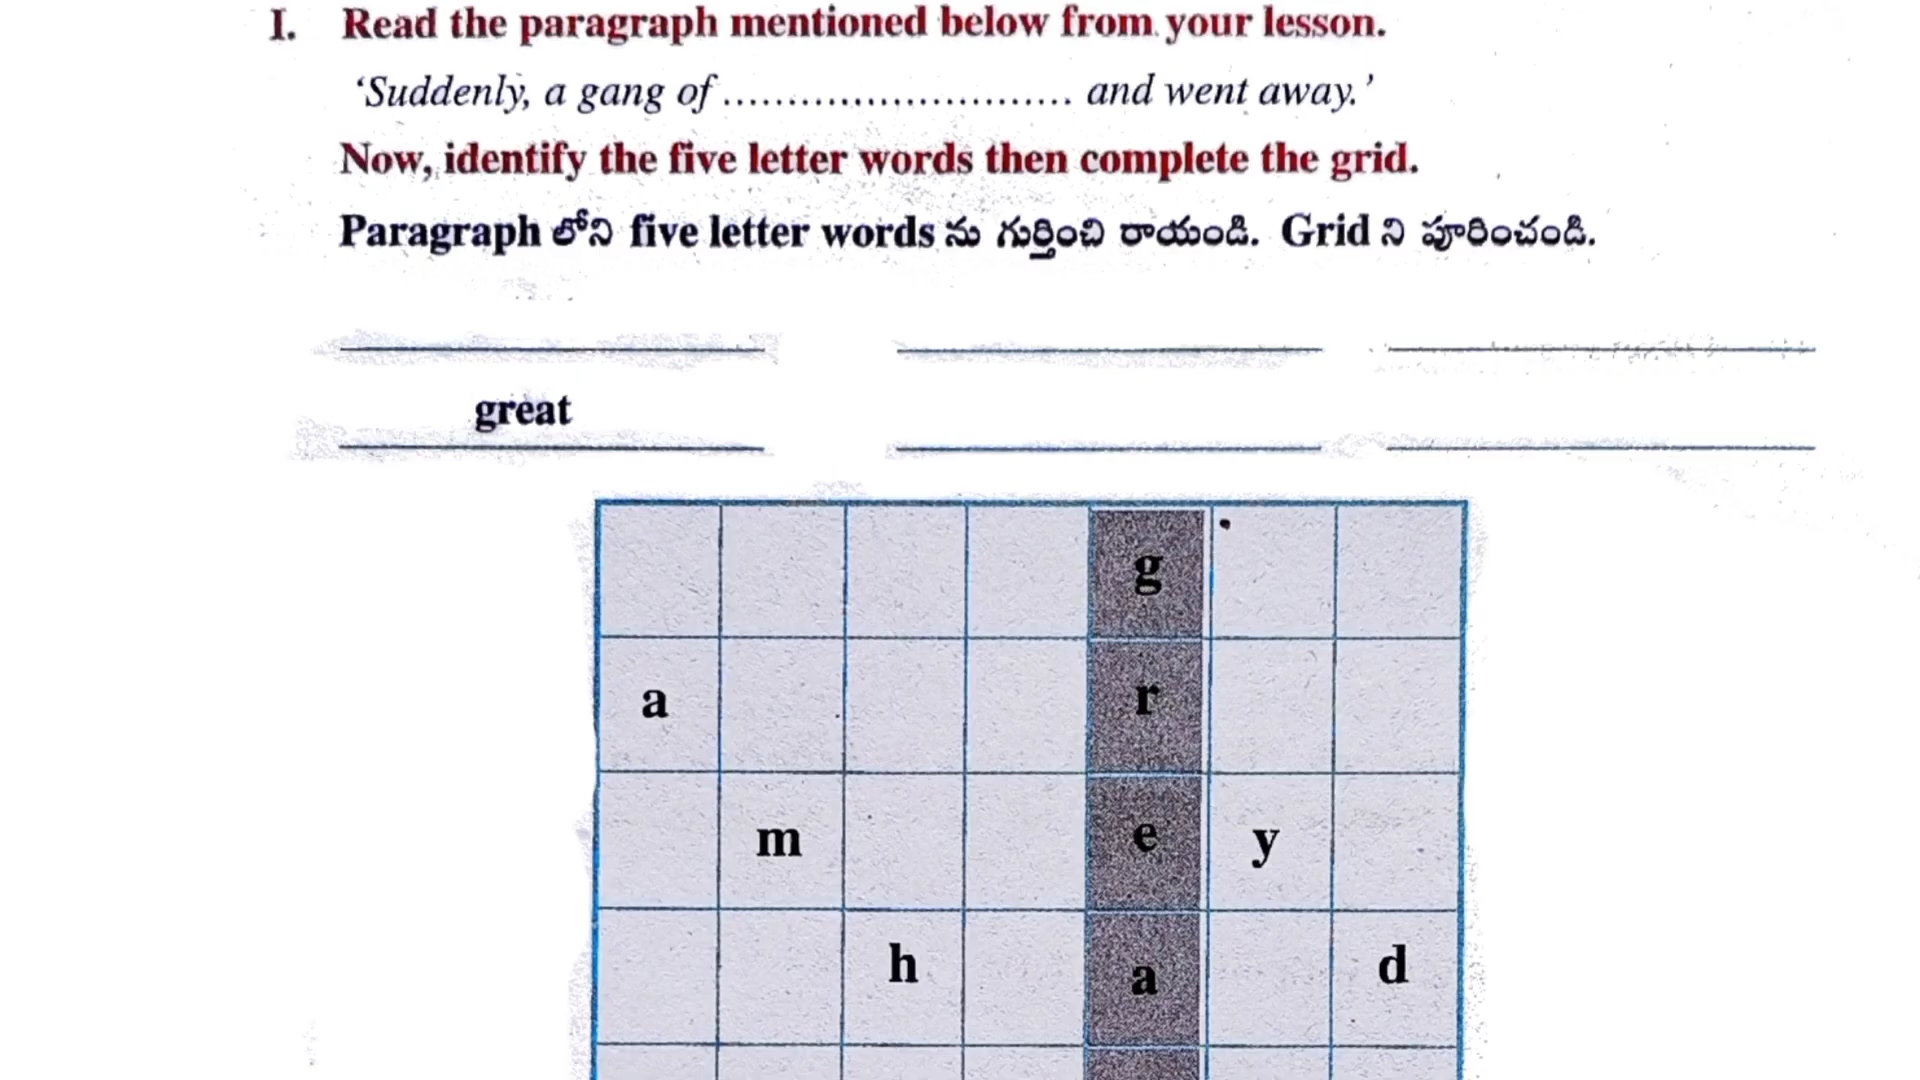 I. Read the paragraph mentioned below from your lesson.
‘Suddenly, a gang of ........................... and went away.’
Now, identify the five letter words then complete the grid.
Paragraph లోని five letter words ను గుర్తించి రాయండి. Grid ని పూరించండి.
great
g
a r
m e y
h a d